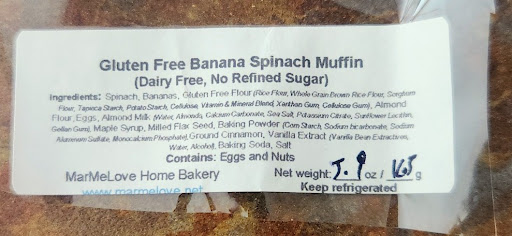 Gluten Free Banana Spinach Muffin
(Dairy Free, No Refined Sugar)
Ingredients: Spinach, Bananas, Gluten Free Flour (Rice Flour, Whole Grain Brown Rice Flour, Sorghum
Flour, Tapioca Starch, Potato Starch, Cellulose, Vitamin & Mineral Blend, Xanthan Gum, Cellulose Gum), Almond
Flour, Eggs, Almond Milk (Water, Almonds, Calcium Carbonate, Sea Salt, Potassium Citrate, Sunflower Lecithin,
Gellan Gum), Maple Syrup, Milled Flax Seed, Baking Powder (Corn Starch, Sodium bicarbonate, Sodium
Aluminum Sulfate, Monocalcium Phosphate), Ground Cinnamon, Vanilla Extract (Vanilla Bean Extractives,
Water, Alcohol), Baking Soda, Salt
Contains: Eggs and Nuts
MarMeLove Home Bakery Net weight: 5.9 oz / 165 g
www.marmelove.net Keep refrigerated